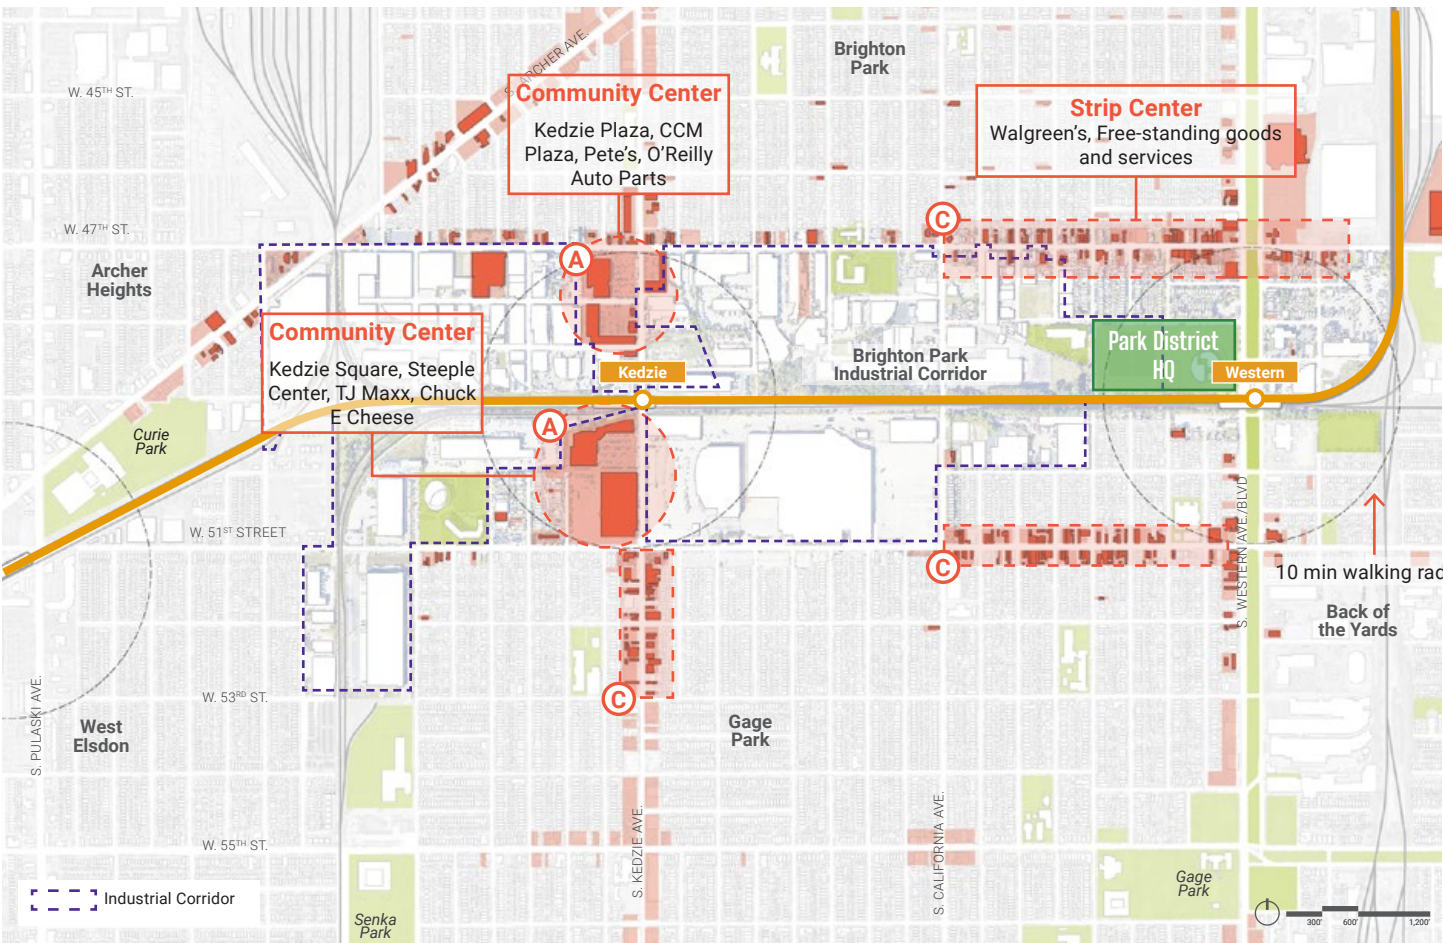 S. ARCHER AVE.
Brighton
Park
W. 45TH ST.
Community Center
Kedzie Plaza, CCM
Plaza, Pete's, O'Reilly
Auto Parts
Strip Center
Walgreen's, Free-standing goods
and services
C
W. 47TH ST.
A
Archer
Heights
Community Center
Kedzie Square, Steeple
Center, TJ Maxx, Chuck
E Cheese
Kedzie
Brighton Park
Industrial Corridor
Park District
HQ
Western
Curie
Park
A
W. 51ST STREET
S. WESTERN AVE./BLVD
C
10 min walking rad
Back of
the Yards
W. 53RD ST.
C
S. PULASKI AVE.
West
Elsdon
Gage
Park
S. KEDZIE AVE.
S. CALIFORNIA AVE.
W. 55TH ST.
Gage
Park
Industrial Corridor
Senka
Park
300' 600' 1,200'